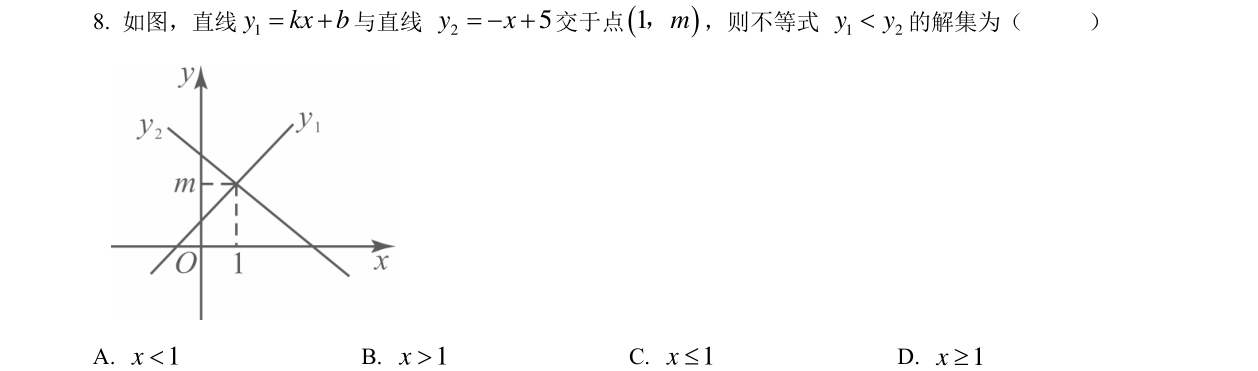 8. 如图，直线 y₁ = kx + b 与直线 y₂ = −x + 5 交于点 (1, m)，则不等式 y₁ < y₂ 的解集为（　　）
y
y₂
y₁
m
O
1
x
A. x < 1
B. x > 1
C. x ≤ 1
D. x ≥ 1